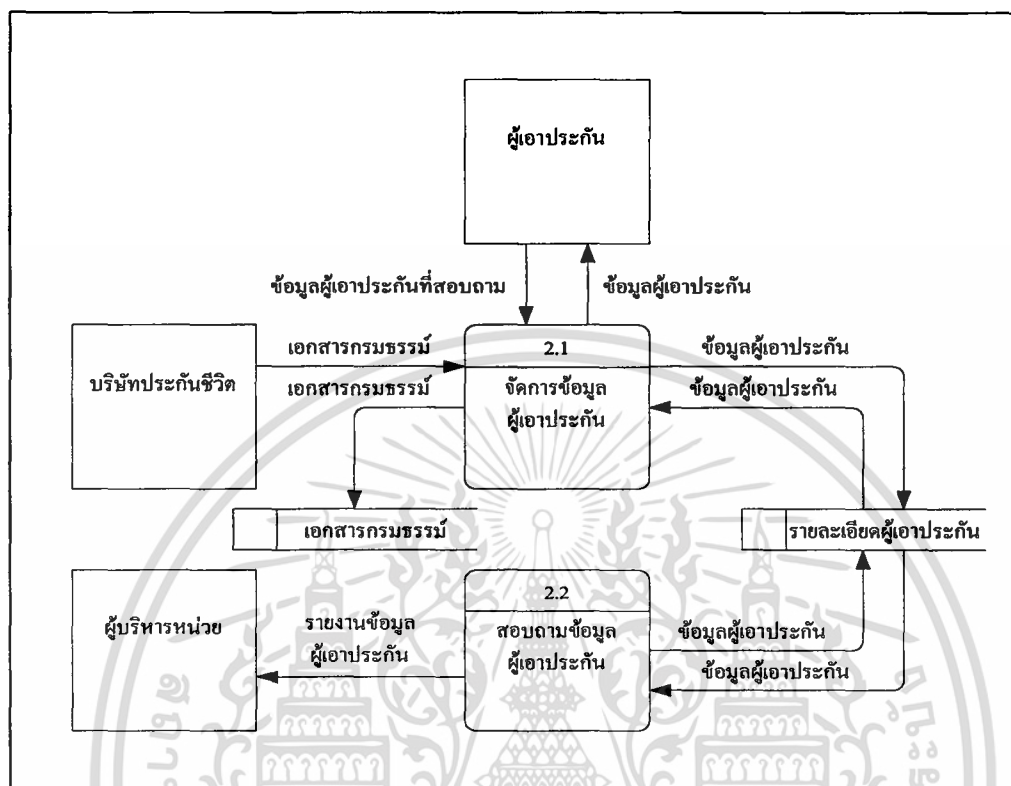 ผู้เอาประกัน
ข้อมูลผู้เอาประกันที่สอบถาม
ข้อมูลผู้เอาประกัน
บริษัทประกันชีวิต
เอกสารกรมธรรม์
เอกสารกรมธรรม์
2.1
จัดการข้อมูล
ผู้เอาประกัน
ข้อมูลผู้เอาประกัน
ข้อมูลผู้เอาประกัน
เอกสารกรมธรรม์
รายละเอียดผู้เอาประกัน
ผู้บริหารหน่วย
รายงานข้อมูล
ผู้เอาประกัน
2.2
สอบถามข้อมูล
ผู้เอาประกัน
ข้อมูลผู้เอาประกัน
ข้อมูลผู้เอาประกัน